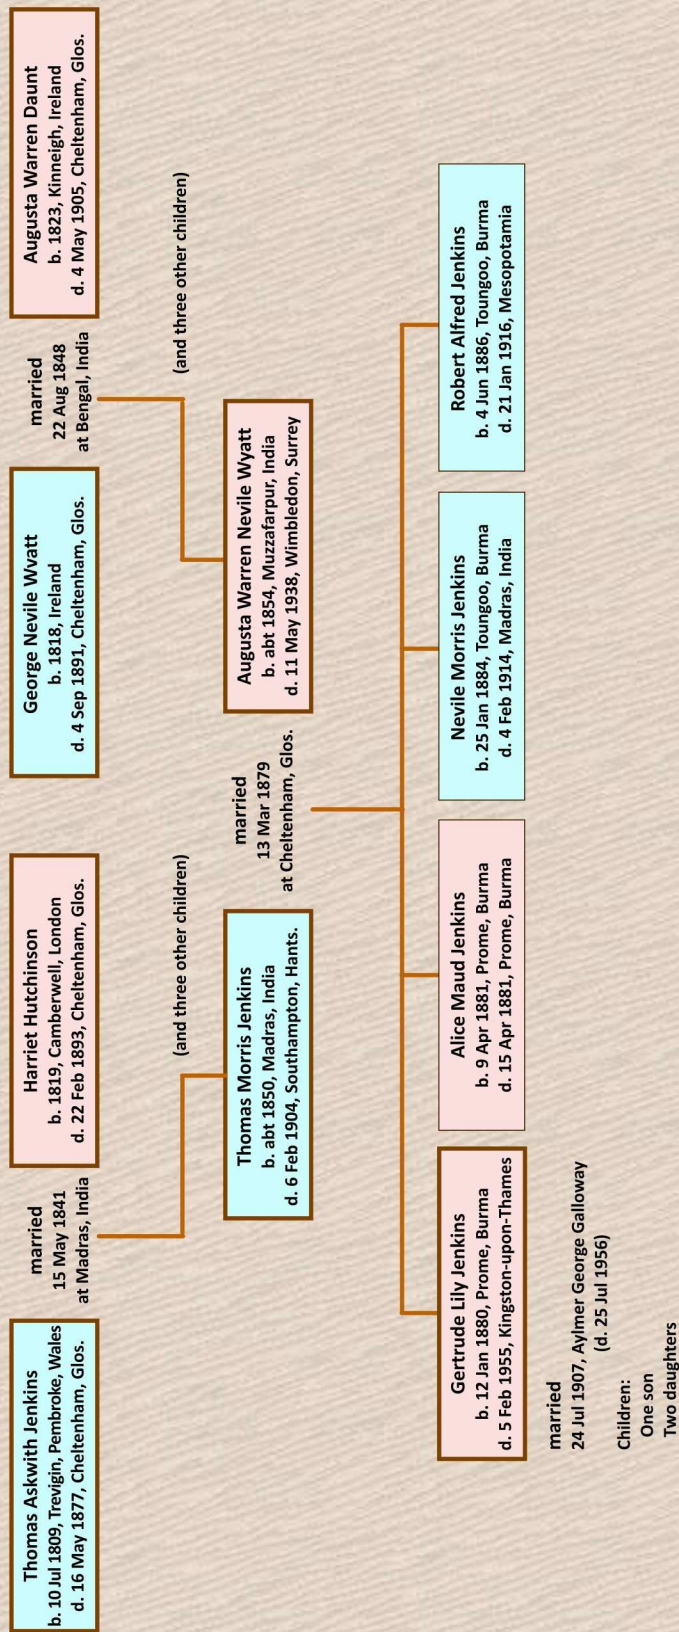 Thomas Askwith Jenkins
b. 10 Jul 1809, Trevigin, Pembroke, Wales
d. 16 May 1877, Cheltenham, Glos.
married
15 May 1841
at Madras, India
Harriet Hutchinson
b. 1819, Camberwell, London
d. 22 Feb 1893, Cheltenham, Glos.
George Nevile Wvatt
b. 1818, Ireland
d. 4 Sep 1891, Cheltenham, Glos.
married
22 Aug 1848
at Bengal, India
Augusta Warren Daunt
b. 1823, Kinneigh, Ireland
d. 4 May 1905, Cheltenham, Glos.
(and three other children)
(and three other children)
Thomas Morris Jenkins
b. abt 1850, Madras, India
d. 6 Feb 1904, Southampton, Hants.
married
13 Mar 1879
at Cheltenham, Glos.
Augusta Warren Nevile Wyatt
b. abt 1854, Muzzafarpur, India
d. 11 May 1938, Wimbledon, Surrey
Gertrude Lily Jenkins
b. 12 Jan 1880, Prome, Burma
d. 5 Feb 1955, Kingston-upon-Thames
Alice Maud Jenkins
b. 9 Apr 1881, Prome, Burma
d. 15 Apr 1881, Prome, Burma
Nevile Morris Jenkins
b. 25 Jan 1884, Toungoo, Burma
d. 4 Feb 1914, Madras, India
Robert Alfred Jenkins
b. 4 Jun 1886, Toungoo, Burma
d. 21 Jan 1916, Mesopotamia
married
24 Jul 1907, Aylmer George Galloway
(d. 25 Jul 1956)
Children:
One son
Two daughters